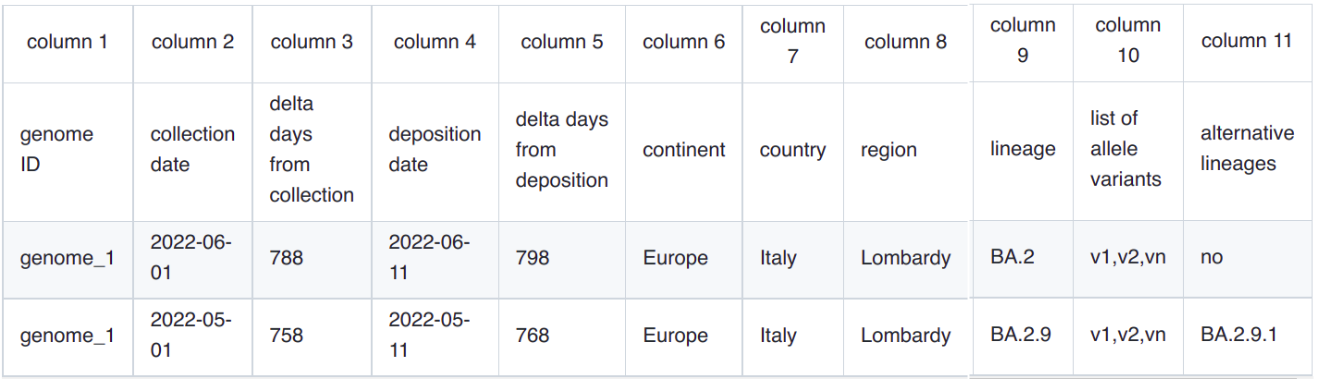 column 1 column 2 column 3 column 4 column 5 column 6 column 7 column 8 column 9 column 10 column 11
genome ID collection date delta days from collection deposition date delta days from deposition continent country region lineage list of allele variants alternative lineages
genome_1 2022-06-01 788 2022-06-11 798 Europe Italy Lombardy BA.2 v1,v2,vn no
genome_1 2022-05-01 758 2022-05-11 768 Europe Italy Lombardy BA.2.9 v1,v2,vn BA.2.9.1